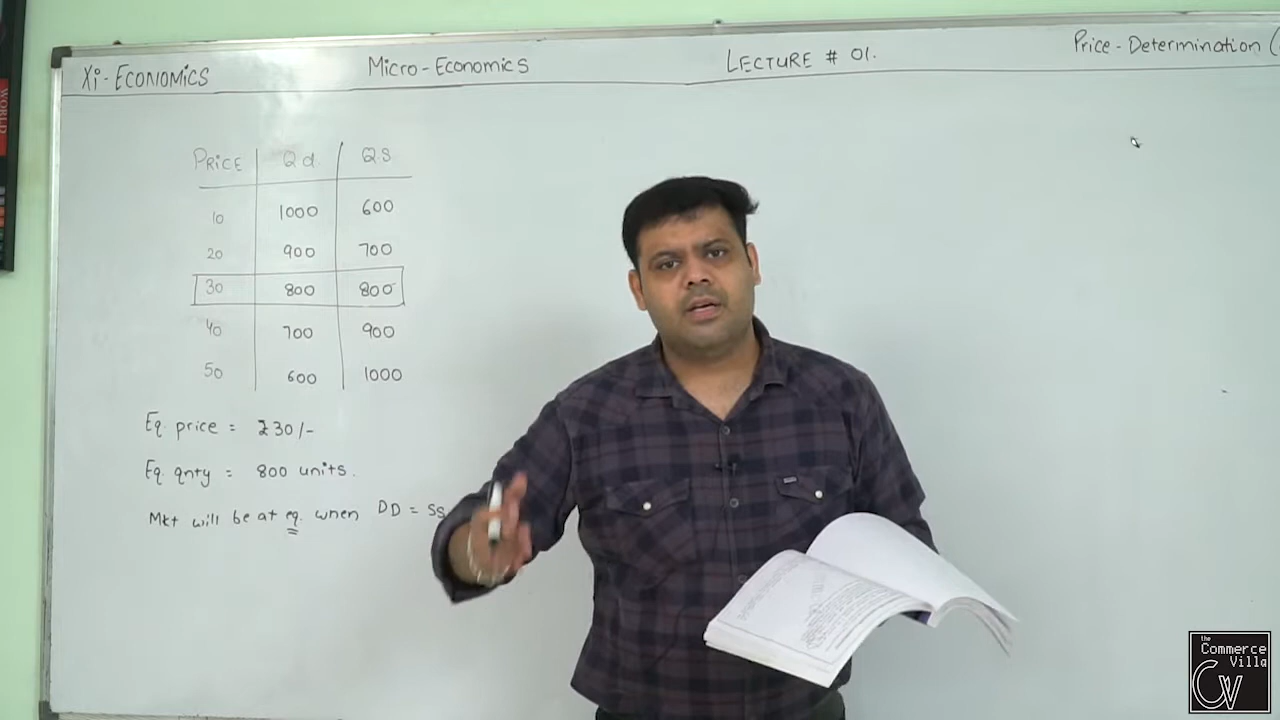 Xi-ECONOMICS
Micro-Economics
LECTURE # 01.
Price-Determination (
WORLD
PRICE Qd. Q.S
10 1000 600
20 900 700
30 800 800
40 700 900
50 600 1000
Eq. price = ₹30/-
Eq. qnty = 800 units.
Mkt will be at eq. when DD = SS
the
Commerce
Villa
CV